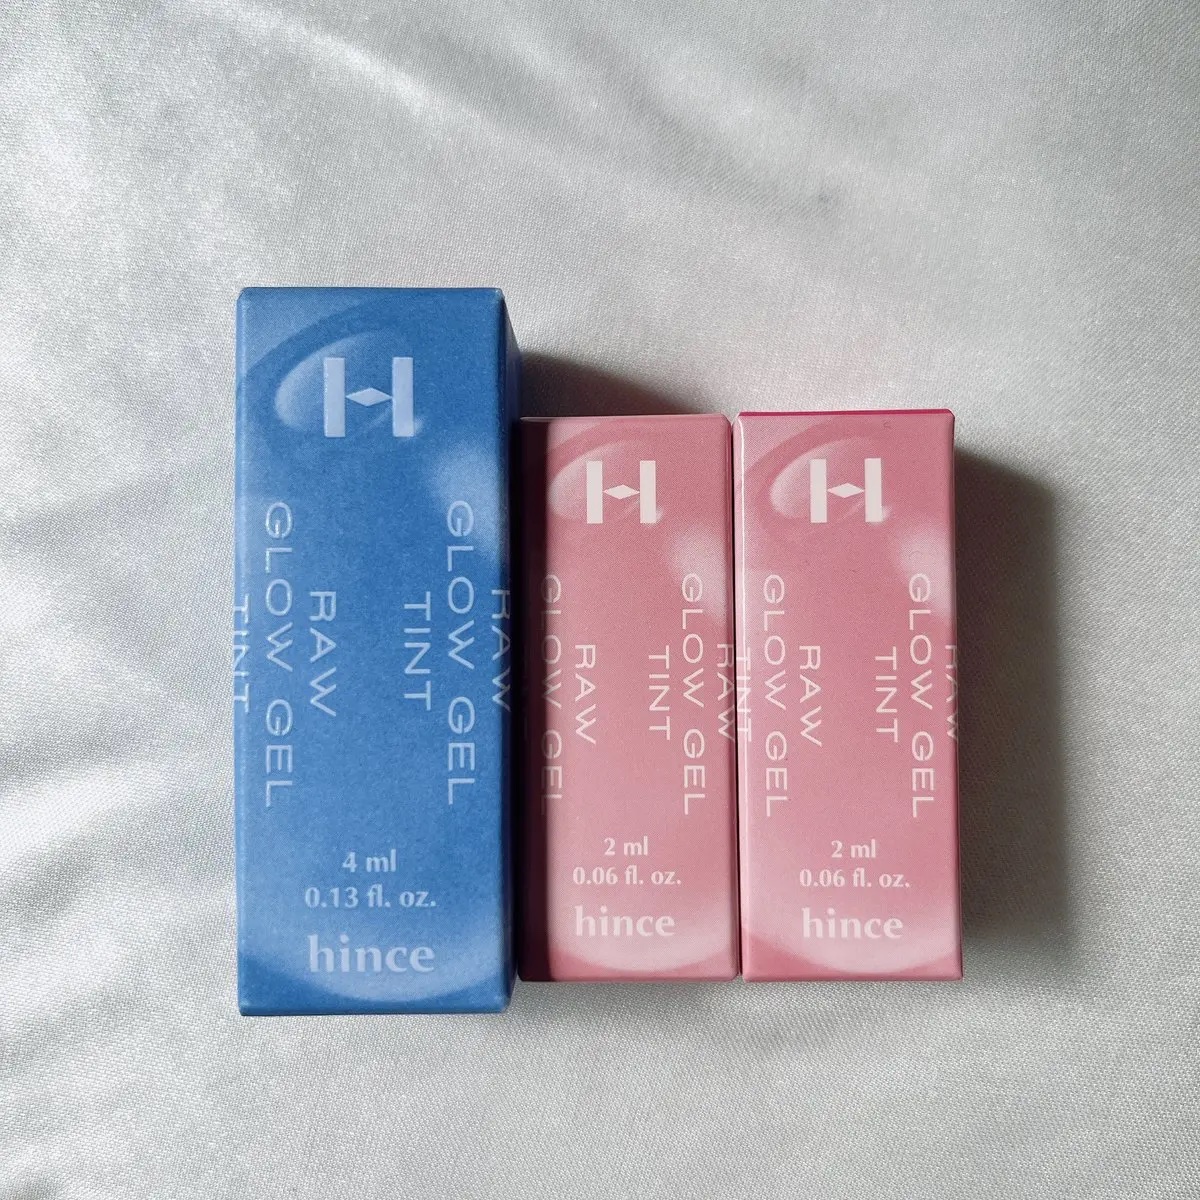 H
RAW
GLOW GEL
TINT
RAW
GLOW GEL
TINT
4 ml
0.13 fl. oz.
hince
H
RAW
GLOW GEL
RAW
GLOW GEL
TINT
2 ml
0.06 fl. oz.
hince
H
RAW
GLOW GEL
TINT
RAW
GLOW GEL
TINT
2 ml
0.06 fl. oz.
hince